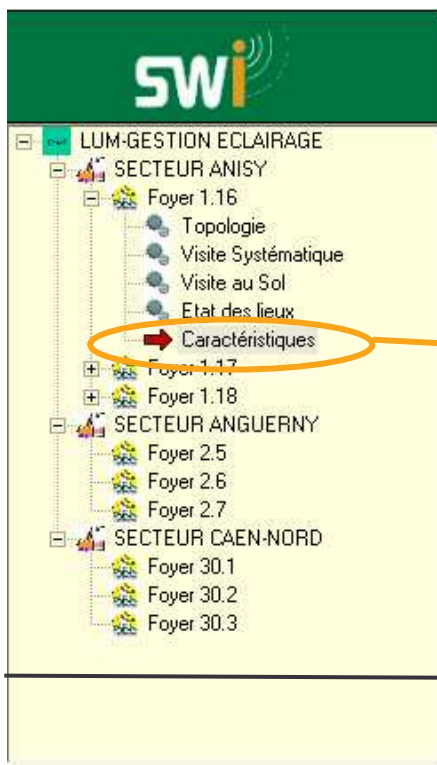 SWi
LUM-GESTION ECLAIRAGE
SECTEUR ANISY
Foyer 1.16
Topologie
Visite Systématique
Visite au Sol
Etat des lieux
Caractéristiques
Foyer 1.17
Foyer 1.18
SECTEUR ANGUERNY
Foyer 2.5
Foyer 2.6
Foyer 2.7
SECTEUR CAEN-NORD
Foyer 30.1
Foyer 30.2
Foyer 30.3